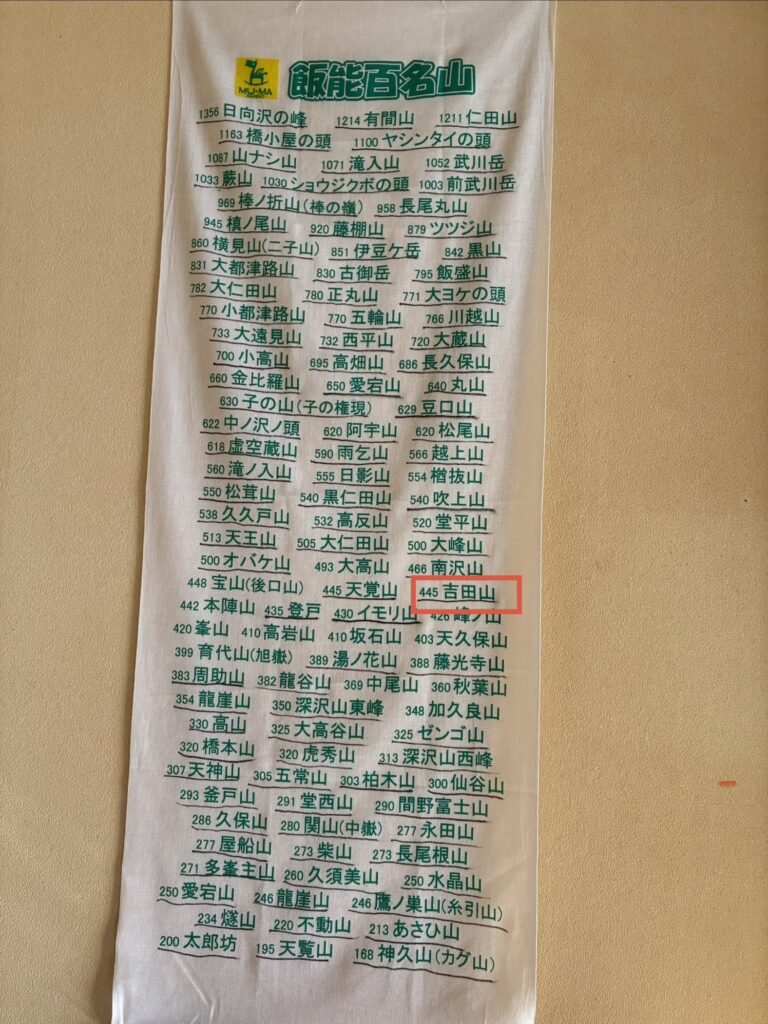 MU-MA
飯能百名山
1356 日向沢の峰 1214 有間山 1211 仁田山
1163 橋小屋の頭 1100 ヤシンタイの頭
1087 山ナシ山 1071 滝入山 1052 武川岳
1033 蕨山 1030 ショウジクボの頭 1003 前武川岳
969 棒ノ折山(棒の嶺) 958 長尾丸山
945 槙ノ尾山 920 藤棚山 879 ツツジ山
860 横見山(二子山) 851 伊豆ケ岳 842 黒山
831 大都津路山 830 古御岳 795 飯盛山
782 大仁田山 780 正丸山 771 大ヨケの頭
770 小都津路山 770 五輪山 766 川越山
733 大遠見山 732 西平山 720 大蔵山
700 小高山 695 高畑山 686 長久保山
660 金比羅山 650 愛宕山 640 丸山
630 子の山(子の権現) 629 豆口山
622 中ノ沢ノ頭 620 阿宇山 620 松尾山
618 虚空蔵山 590 雨乞山 566 越上山
560 滝ノ入山 555 日影山 554 楢抜山
550 松茸山 540 黒仁田山 540 吹上山
538 久久戸山 532 高反山 520 堂平山
513 天王山 505 大仁田山 500 大峰山
500 オバケ山 493 大高山 466 南沢山
448 宝山(後口山) 445 天覚山 445 吉田山
442 本陣山 435 登戸 430 イモリ山 426 峰ノ山
420 峯山 410 高岩山 410 坂石山 403 天久保山
399 育代山(旭嶽) 389 湯ノ花山 388 藤光寺山
383 周助山 382 龍谷山 369 中尾山 360 秋葉山
354 龍崖山 350 深沢山東峰 348 加久良山
330 高山 325 大高谷山 325 ゼンゴ山
320 橋本山 320 虎秀山 313 深沢山西峰
307 天神山 305 五常山 303 柏木山 300 仙谷山
293 釜戸山 291 堂西山 290 間野富士山
286 久保山 280 関山(中嶽) 277 永田山
277 屋船山 273 柴山 273 長尾根山
271 多峯主山 260 久須美山 250 水晶山
250 愛宕山 246 龍崖山 246 鷹ノ巣山(糸引山)
234 燧山 220 不動山 213 あさひ山
200 太郎坊 195 天覧山 168 神久山(カグ山)